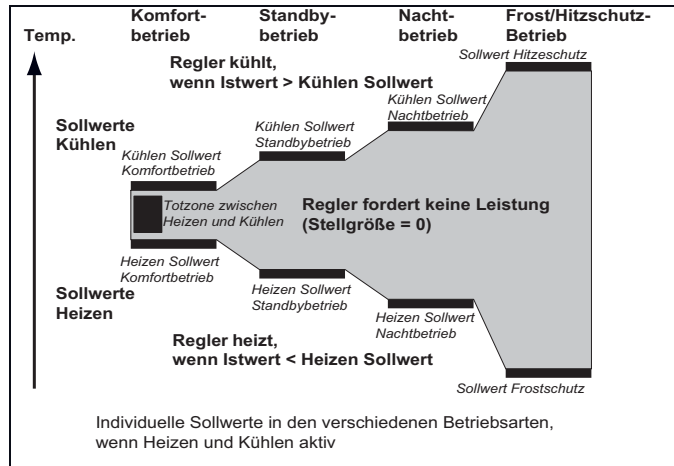 Komfort-
betrieb
Standby-
betrieb
Nacht-
betrieb
Frost/Hitzschutz-
Betrieb
Temp.
Sollwert Hitzeschutz
Regler kühlt,
wenn Istwert > Kühlen Sollwert
Kühlen Sollwert
Nachtbetrieb
Sollwerte
Kühlen
Kühlen Sollwert
Standbybetrieb
Kühlen Sollwert
Komfortbetrieb
Totzone zwischen
Heizen und Kühlen
Regler fordert keine Leistung
(Stellgröße = 0)
Heizen Sollwert
Komfortbetrieb
Sollwerte
Heizen
Heizen Sollwert
Standbybetrieb
Heizen Sollwert
Nachtbetrieb
Regler heizt,
wenn Istwert < Heizen Sollwert
Sollwert Frostschutz
Individuelle Sollwerte in den verschiedenen Betriebsarten,
wenn Heizen und Kühlen aktiv